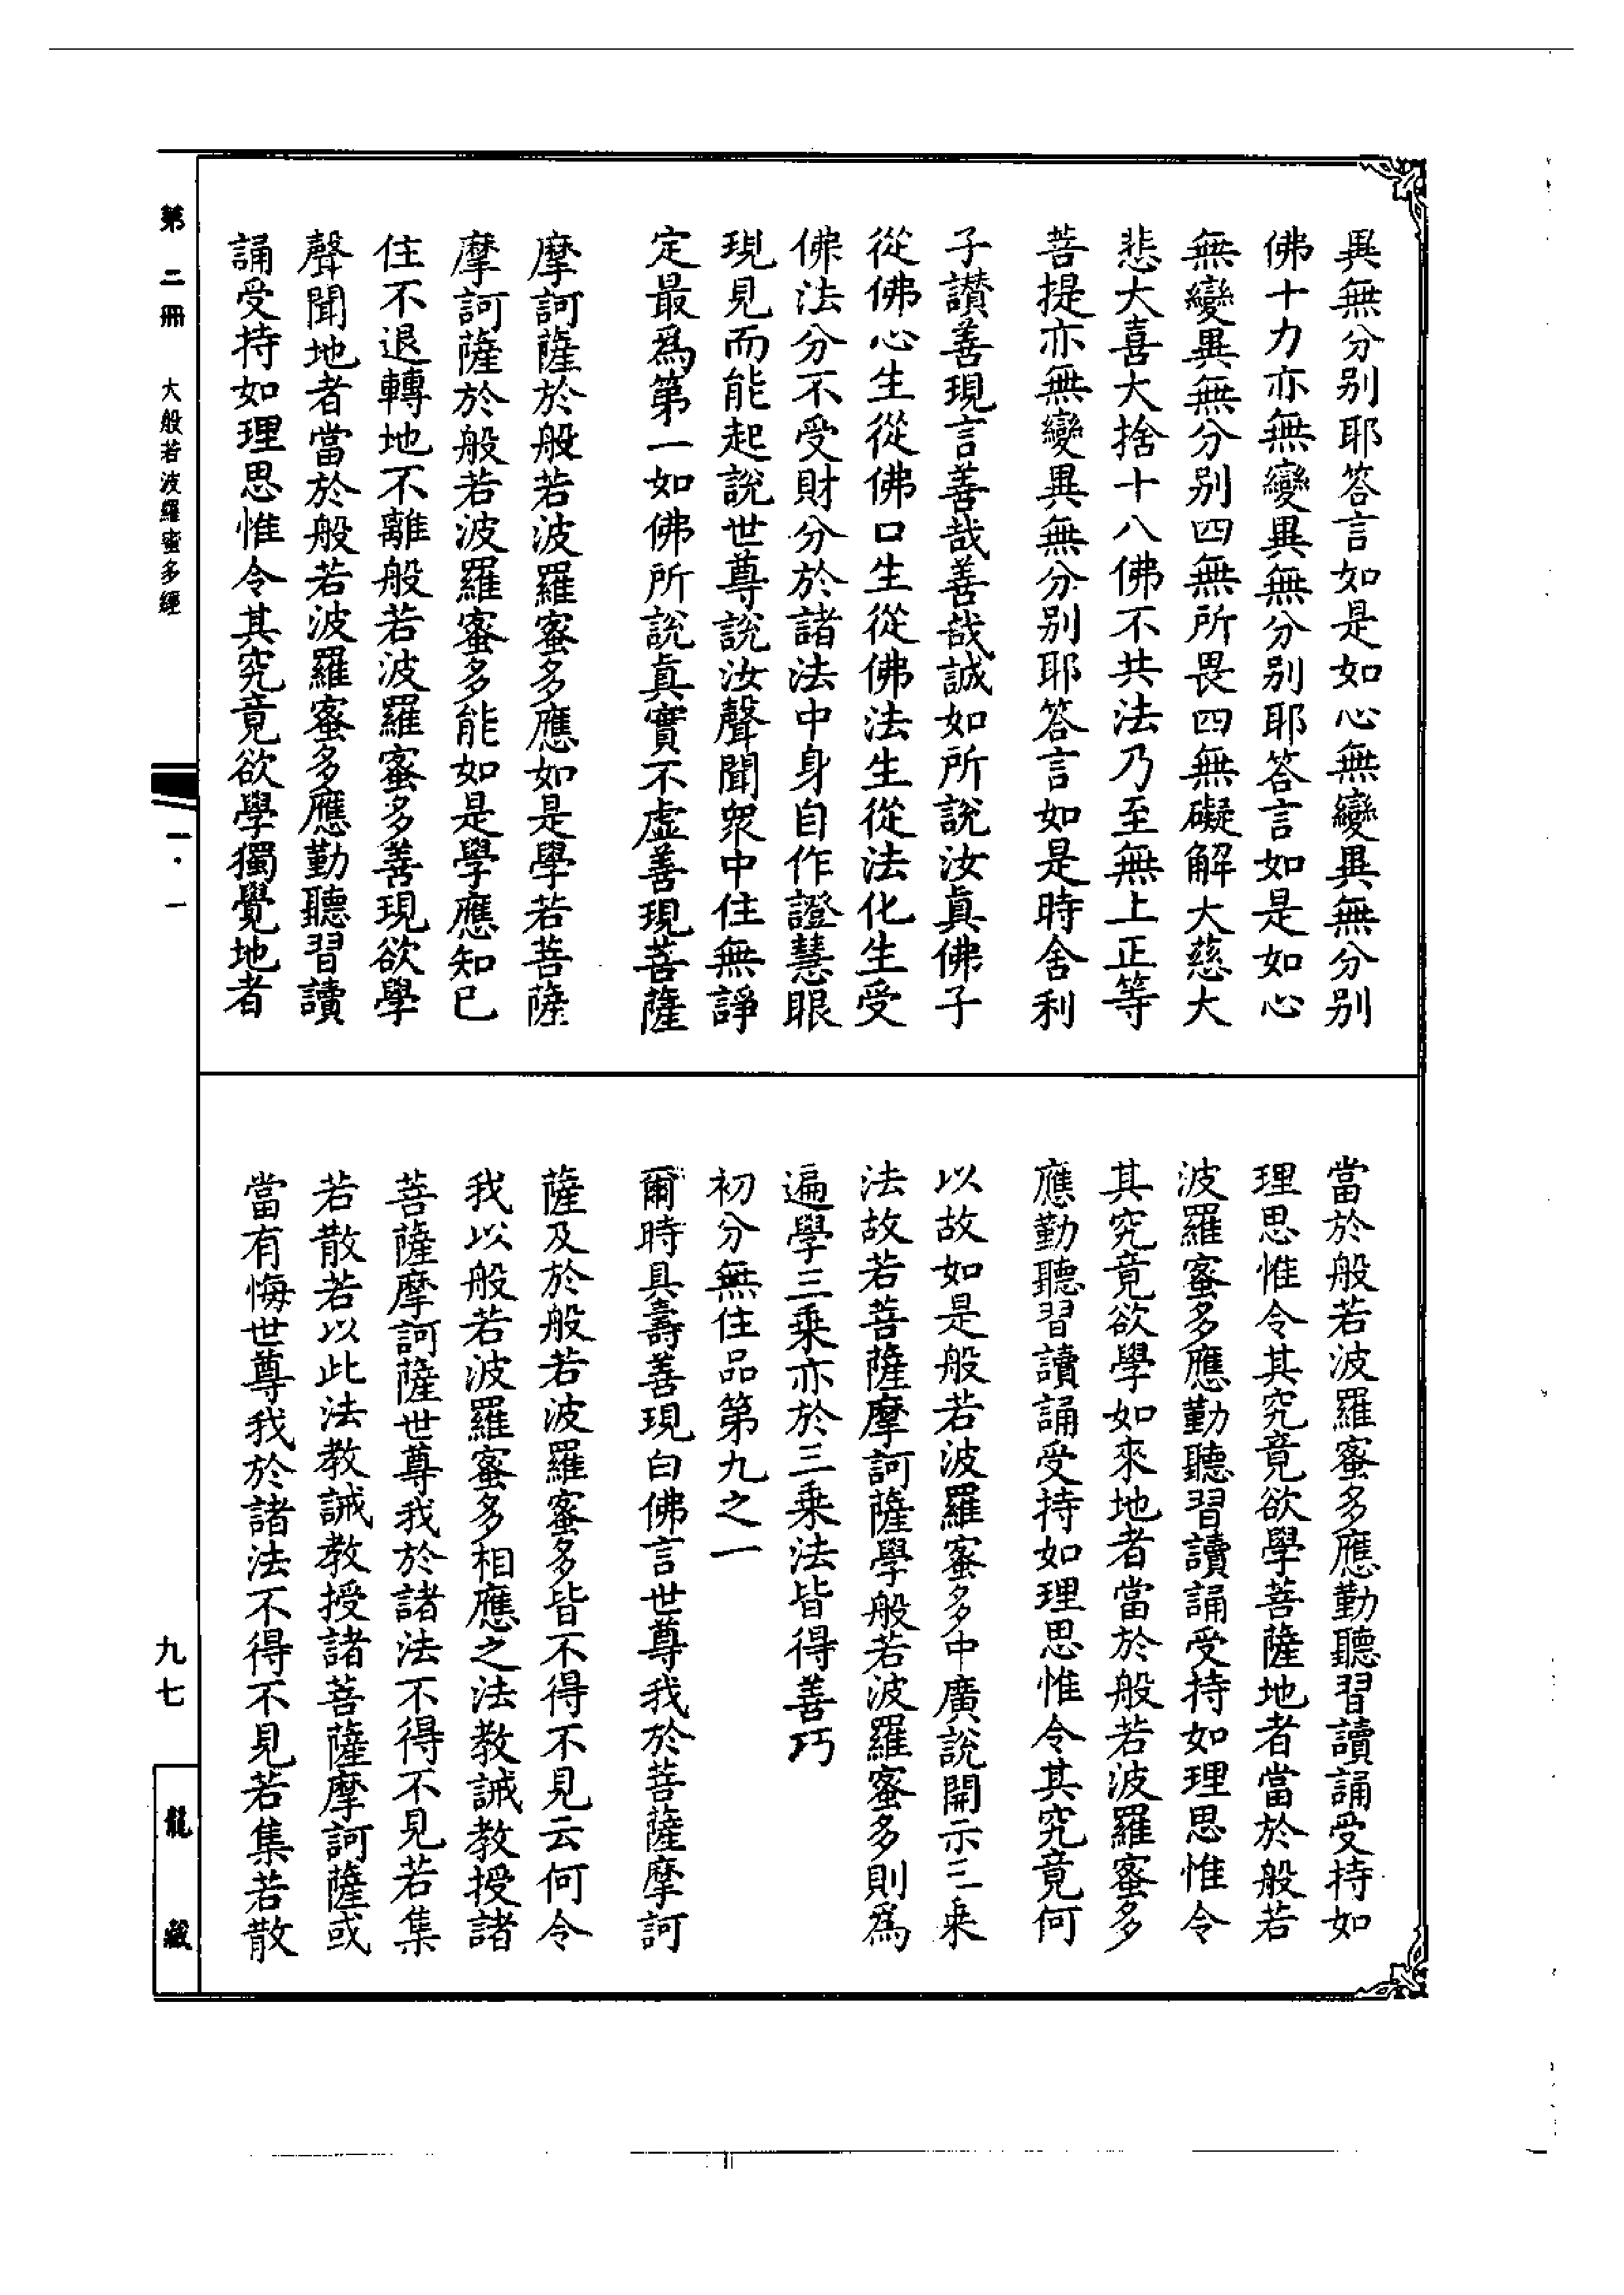 異無分别耶荅言如是如心無變異無分别
佛十力亦無變異無分别耶荅言如是如心
無變異無分别四無所畏四無礙解大慈大
悲大喜大捨十八佛不共法乃至無上正等
菩提亦無變異無分别耶荅言如是時舍利
子讃善現言善哉善哉誠如所說汝眞佛子
從佛心生從佛口生從佛法生從法化生受
佛法分不受財分於諸法中身自作證慧眼
現見而能起說世尊說汝聲聞衆中住無諍
定最爲第一如佛所說眞實不虛善現菩薩
摩訶薩於般若波羅蜜多應如是學若菩薩
摩訶薩於般若波羅蜜多能如是學應知已
住不退轉地不離般若波羅蜜多善現欲學
聲聞地者當於般若波羅蜜多應勤聽習讀
誦受持如理思惟令其究竟欲學獨覺地者
當於般若波羅蜜多應勤聽習讀誦受持如
理思惟令其究竟欲學菩薩地者當於般若
波羅蜜多應勤聽習讀誦受持如理思惟令
其究竟欲學如來地者當於般若波羅蜜多
應勤聽習讀誦受持如理思惟令其究竟何
以故如是般若波羅蜜多中廣說開示三乗
法故若菩薩摩訶薩學般若波羅蜜多則爲
遍學三乗亦於三乗法皆得善巧
初分無住品第九之一
爾時具壽善現白佛言世尊我於菩薩摩訶
薩及於般若波羅蜜多皆不得不見云何令
我以般若波羅蜜多相應之法教誡教授諸
菩薩摩訶薩世尊我於諸法不得不見若集
若散若以此法教誡教授諸菩薩摩訶薩或
當有悔世尊我於諸法不得不見若集若散
第二冊 大般若波羅蜜多經
一·一
九七
龍藏